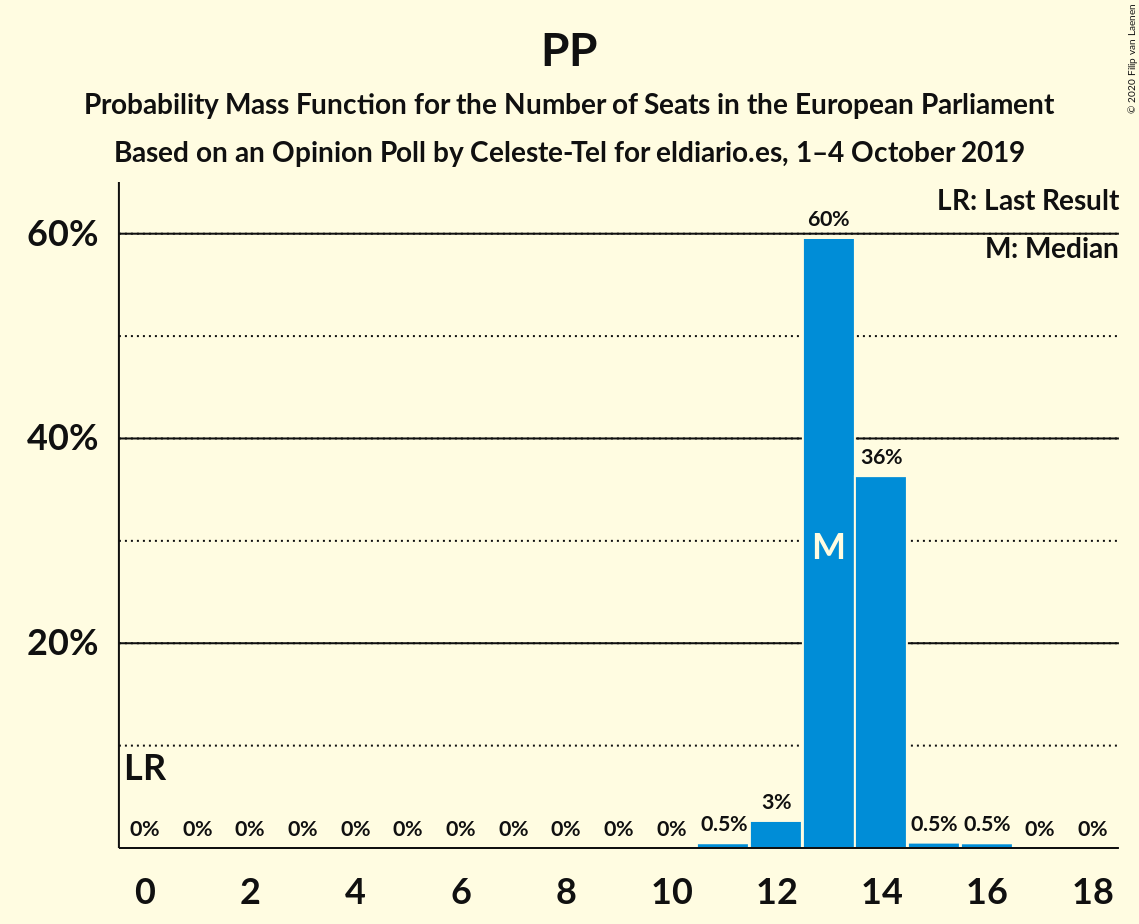 PP
Probability Mass Function for the Number of Seats in the European Parliament
Based on an Opinion Poll by Celeste-Tel for eldiario.es, 1–4 October 2019
© 2020 Filip van Laenen
LR: Last Result
M: Median
60%
40%
20%
60%
36%
M
LR
0% 0% 0% 0% 0% 0% 0% 0% 0% 0% 0% 0.5% 3% 0.5% 0.5% 0% 0%
0 2 4 6 8 10 12 14 16 18